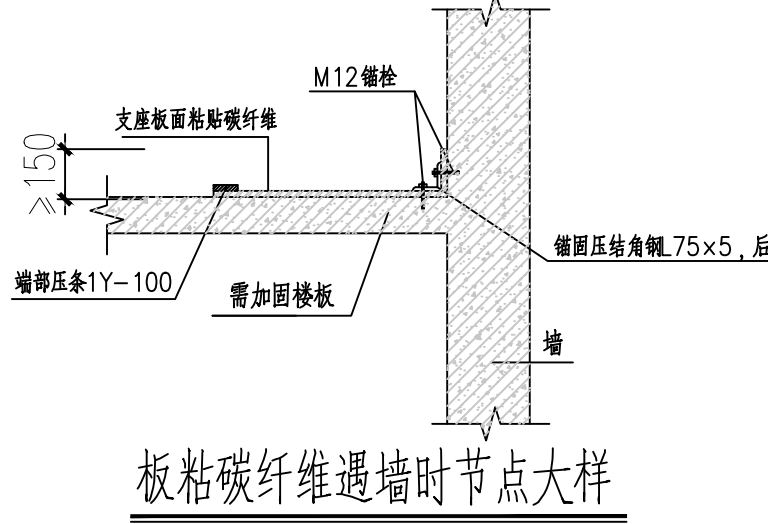 M12锚栓
支座板面粘贴碳纤维
≥150
锚固压结角钢L75×5，后
端部压条1Y-100
需加固楼板
墙
板粘碳纤维遇墙时节点大样